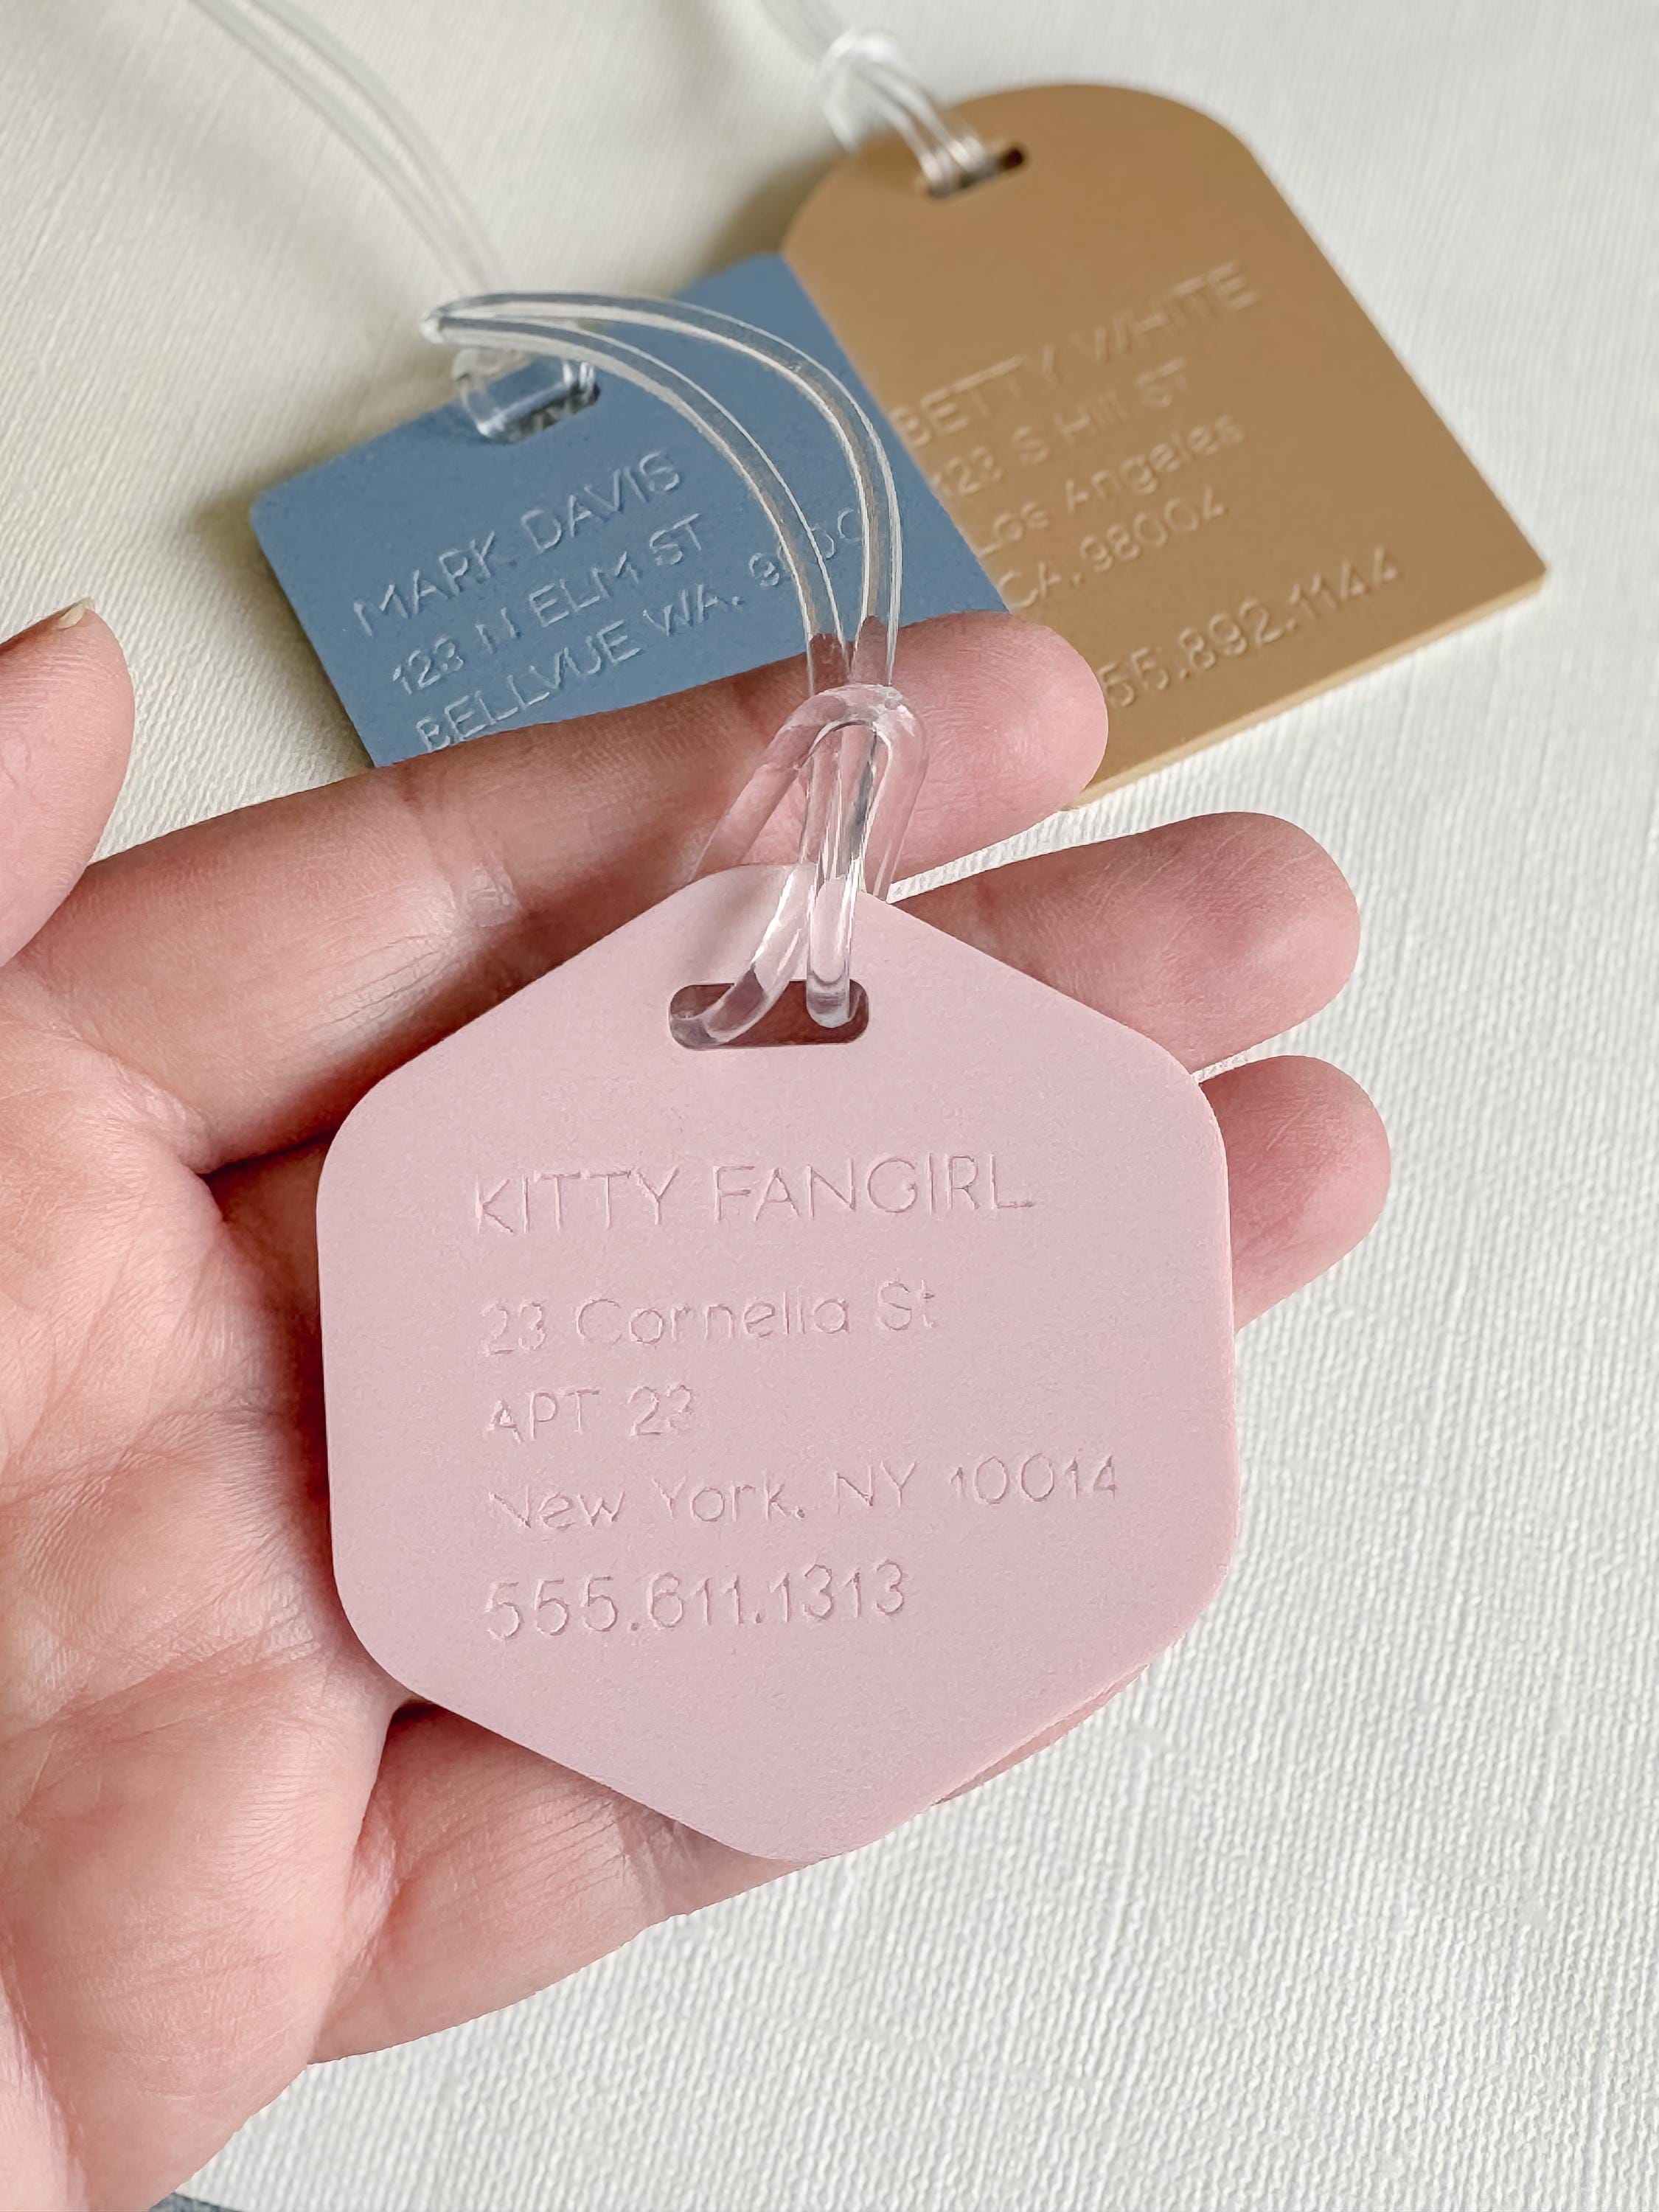 MARK DAVIS
123 N ELM ST
BELLVUE WA.
BETTY WHITE
123 S Hill ST
Los Angeles
CA, 98004
55.892.1144
KITTY FANGIRL
23 Cornelia St
APT 23
New York, NY 10014
555.611.1313